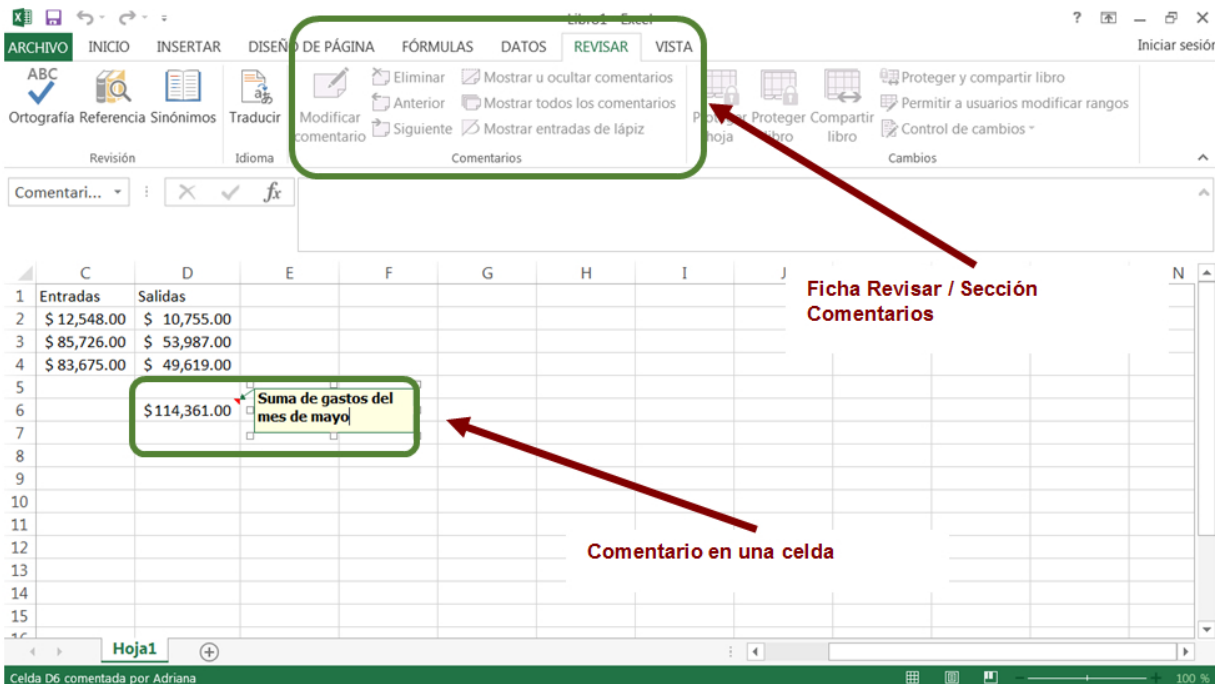 Libro1 - Excel
?
ARCHIVO INICIO INSERTAR DISEÑO DE PÁGINA FÓRMULAS DATOS REVISAR VISTA Iniciar sesión
ABC
Ortografía Referencia Sinónimos
Revisión
Traducir
Idioma
Modificar comentario
Eliminar
Anterior
Siguiente
Mostrar u ocultar comentarios
Mostrar todos los comentarios
Mostrar entradas de lápiz
Comentarios
Proteger hoja
Proteger libro
Compartir libro
Proteger y compartir libro
Permitir a usuarios modificar rangos
Control de cambios
Cambios
Comentari... fx
C D E F G H I J N
1 Entradas Salidas
2 $ 12,548.00 $ 10,755.00
3 $ 85,726.00 $ 53,987.00
4 $ 83,675.00 $ 49,619.00
5
6 $114,361.00
7
8
9
10
11
12
13
14
15
16
Suma de gastos del
mes de mayo
Ficha Revisar / Sección
Comentarios
Comentario en una celda
Hoja1
Celda D6 comentada por Adriana 100 %